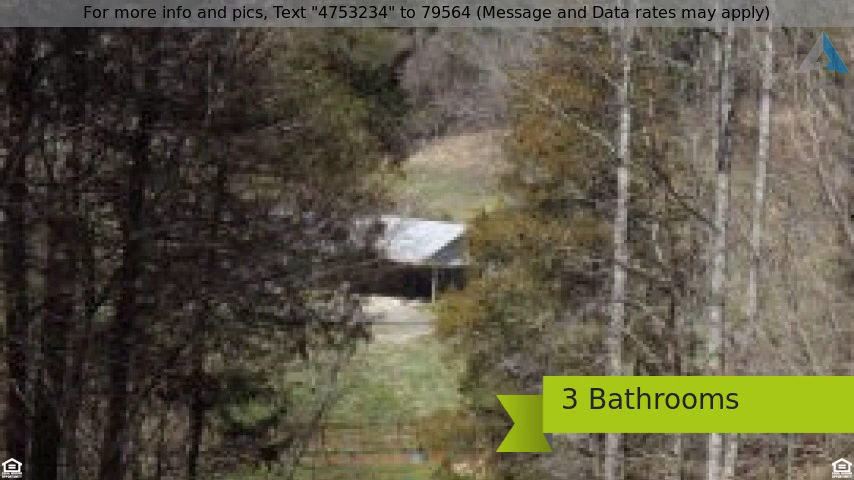 For more info and pics, Text "4753234" to 79564 (Message and Data rates may apply)
3 Bathrooms